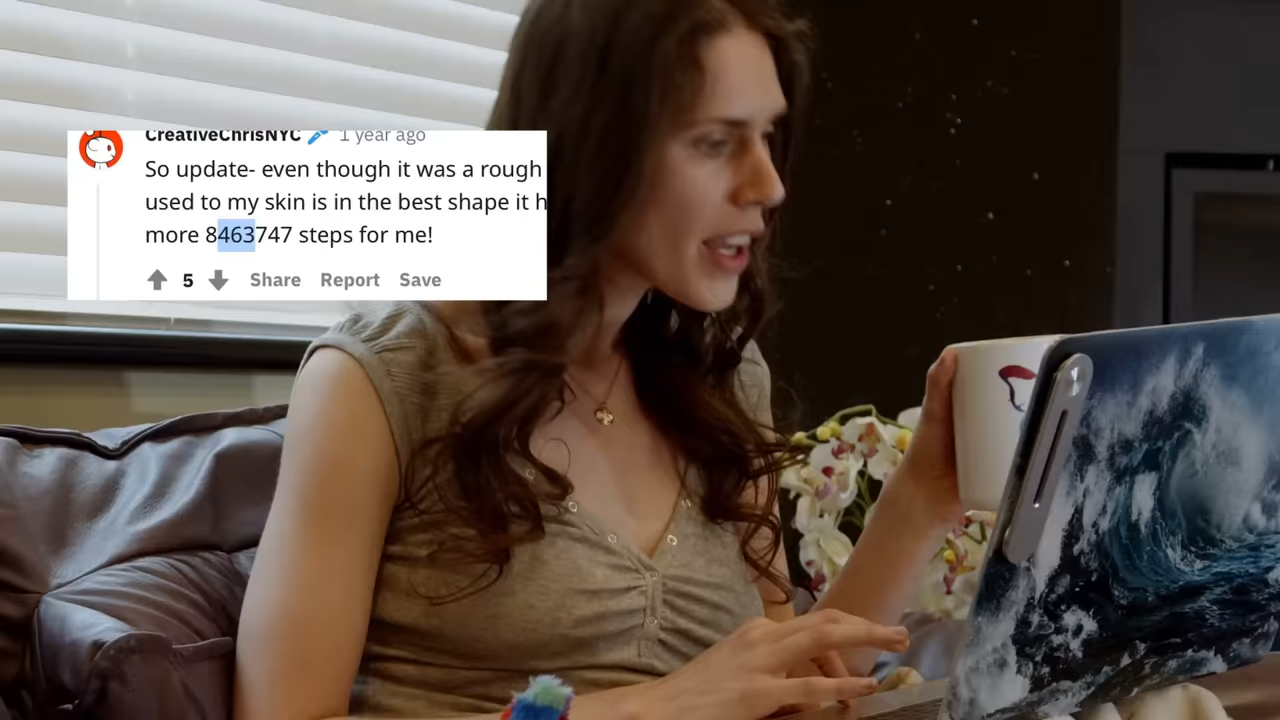 CreativeChrisNYC 1 year ago
So update- even though it was a rough
used to my skin is in the best shape it h
more 8463747 steps for me!
5 Share Report Save